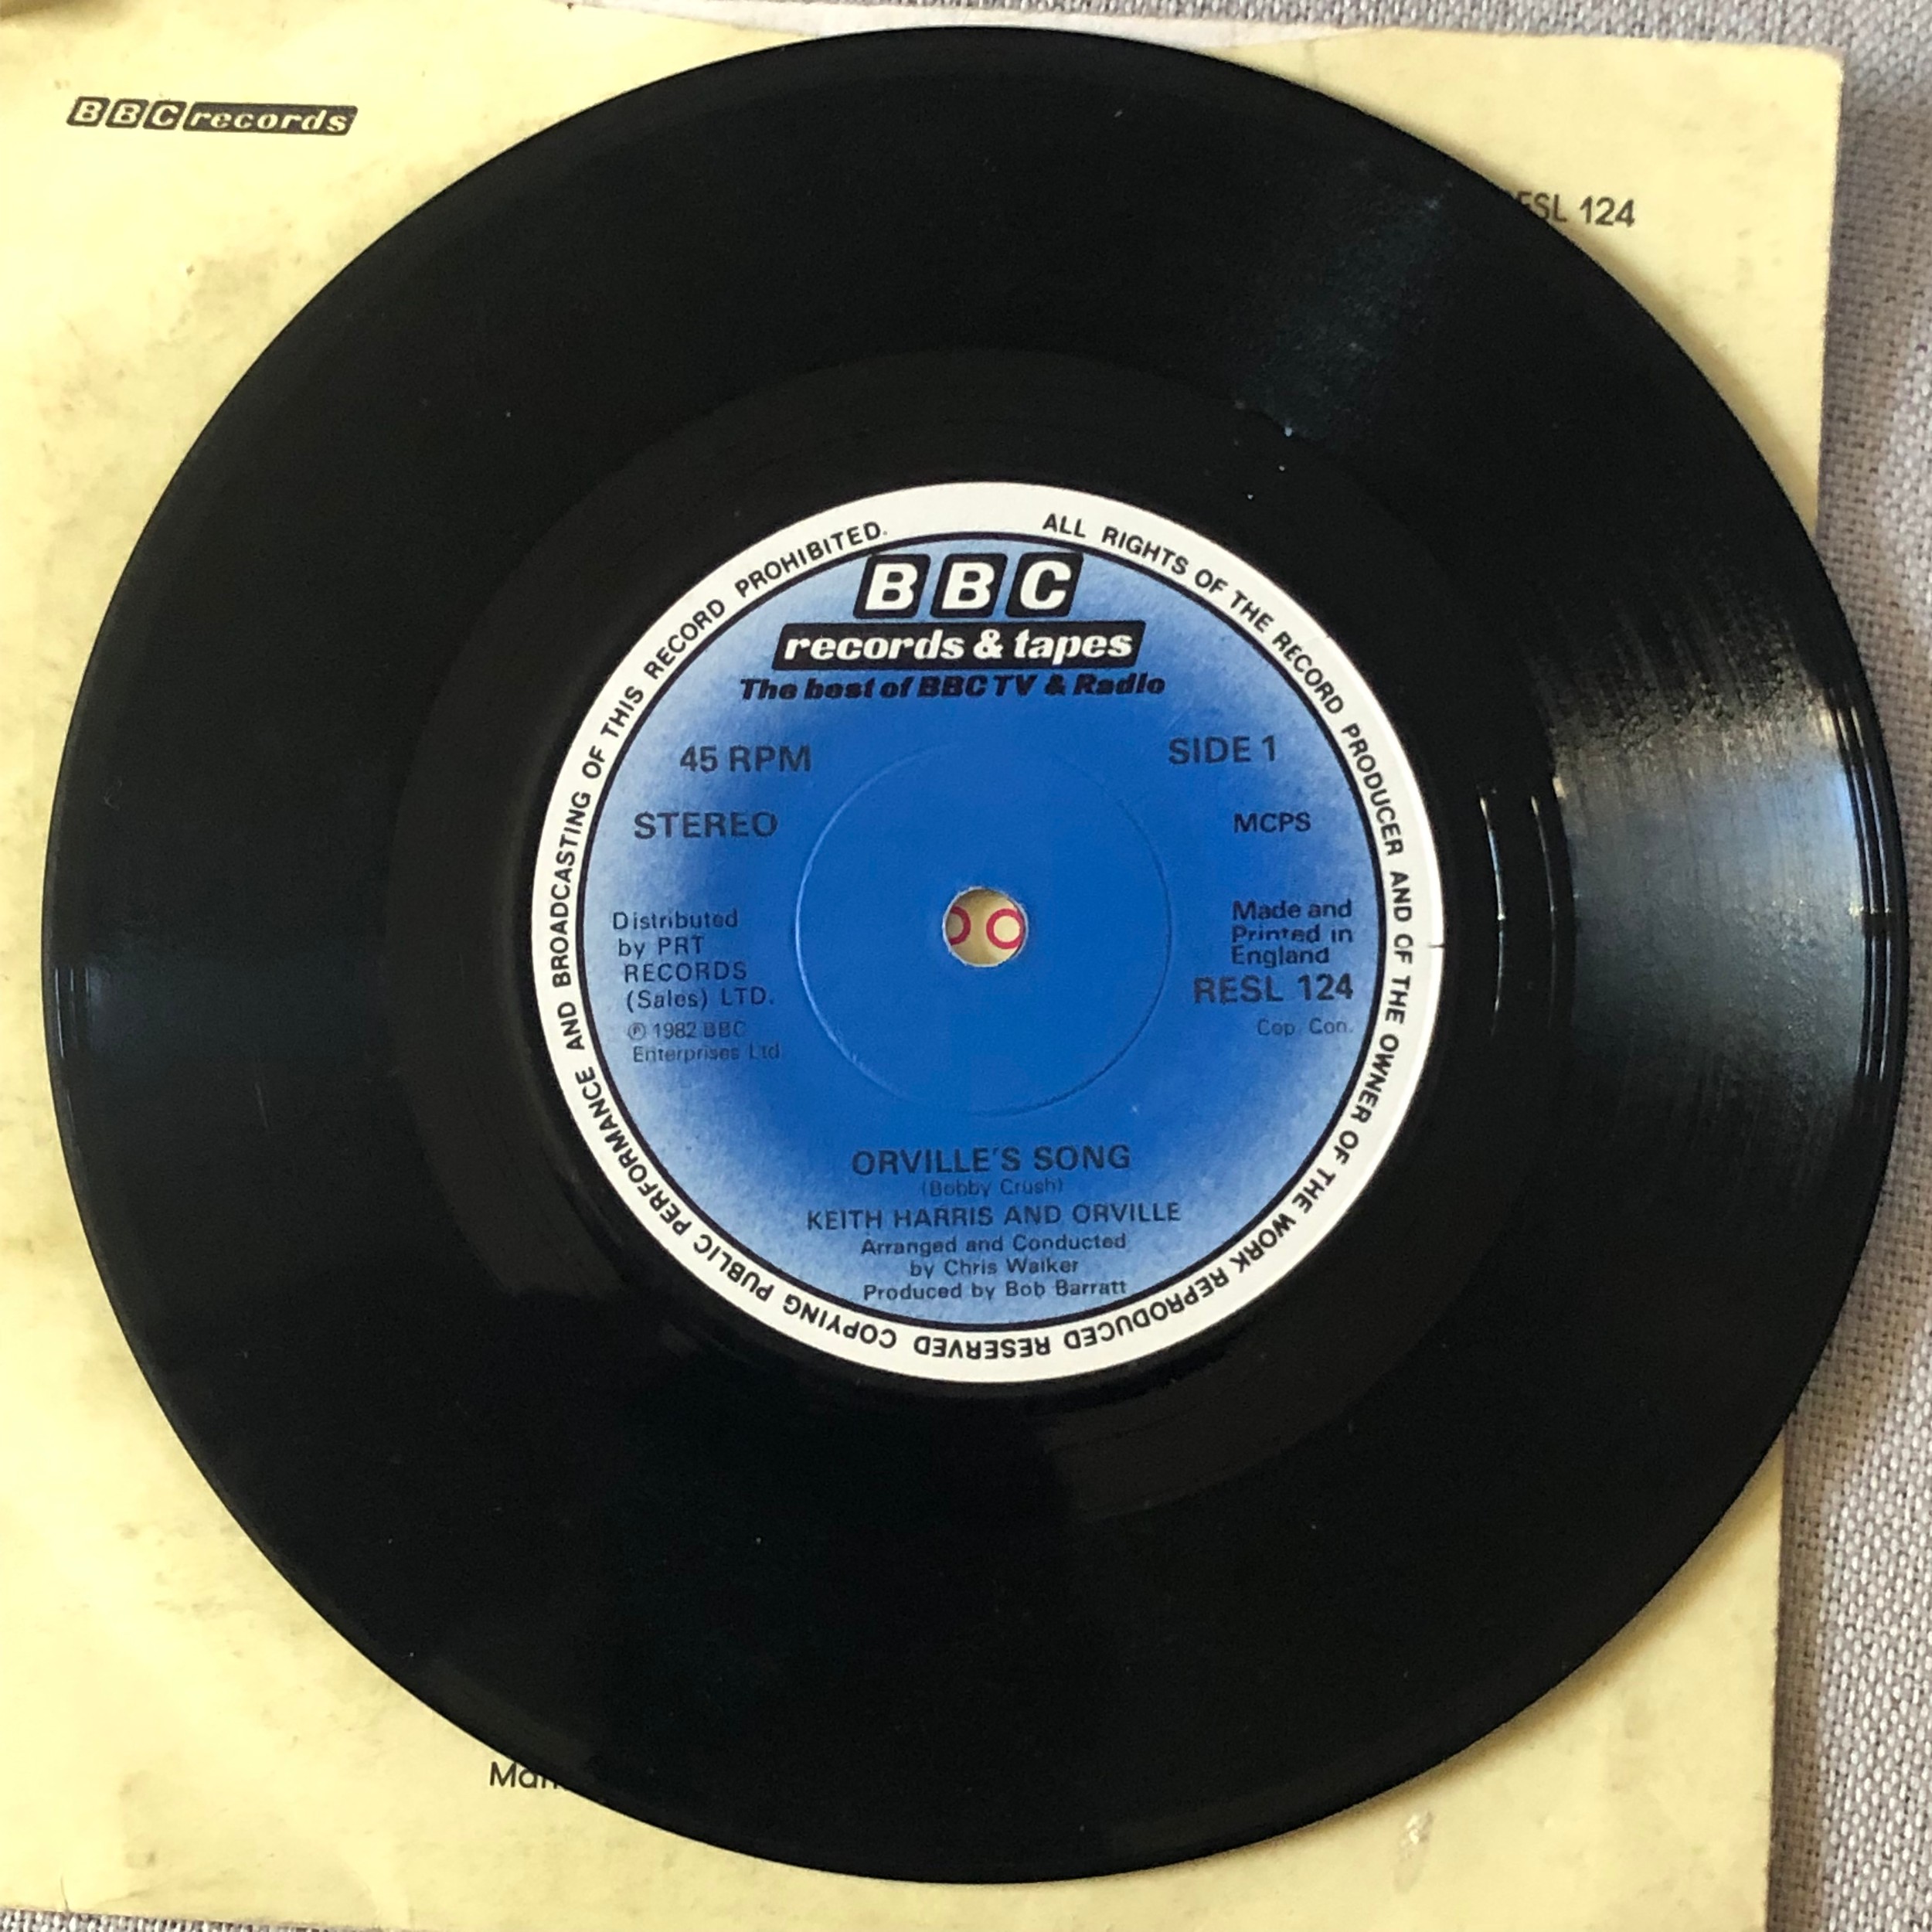 BBC records
ESL 124
ALL RIGHTS OF THE RECORD PRODUCER AND OF THE OWNER OF THE WORK REPRODUCED RESERVED COPYING PUBLIC PERFORMANCE AND BROADCASTING OF THIS RECORD PROHIBITED.
BBC
records & tapes
The best of BBC TV & Radio
45 RPM
SIDE 1
STEREO
MCPS
Distributed
by PRT
RECORDS
(Sales) LTD.
℗ 1982 BBC
Enterprises Ltd
Made and
Printed in
England
RESL 124
Cop. Con.
ORVILLE'S SONG
(Bobby Crush)
KEITH HARRIS AND ORVILLE
Arranged and Conducted
by Chris Walker
Produced by Bob Barratt